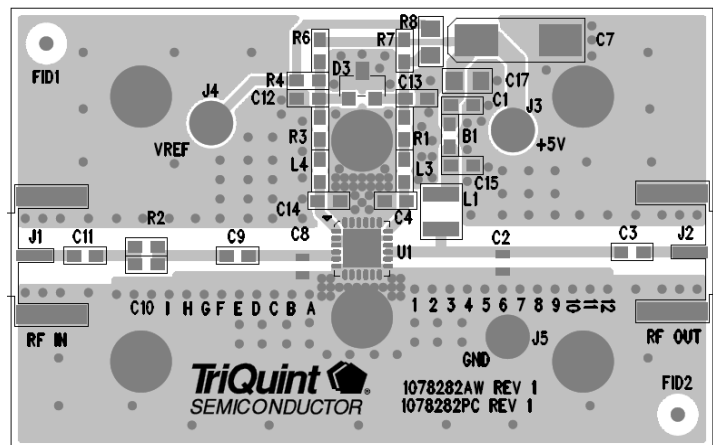 R8
R6 R7
C7
FID1
D3
R4 C13 C17
J4 C12 C1 J3
VREF R3 R1 B1 +5V
L4 L3
C15
C14 C4 L1
J1 C11 R2 C9 C8 U1 C2 C3 J2
C10 I H G F E D C B A 1 2 3 4 5 6 7 8 9 10 11 12
RF IN J5 RF OUT
GND
TriQuint
SEMICONDUCTOR
1078282AW REV 1
1078282PC REV 1
FID2